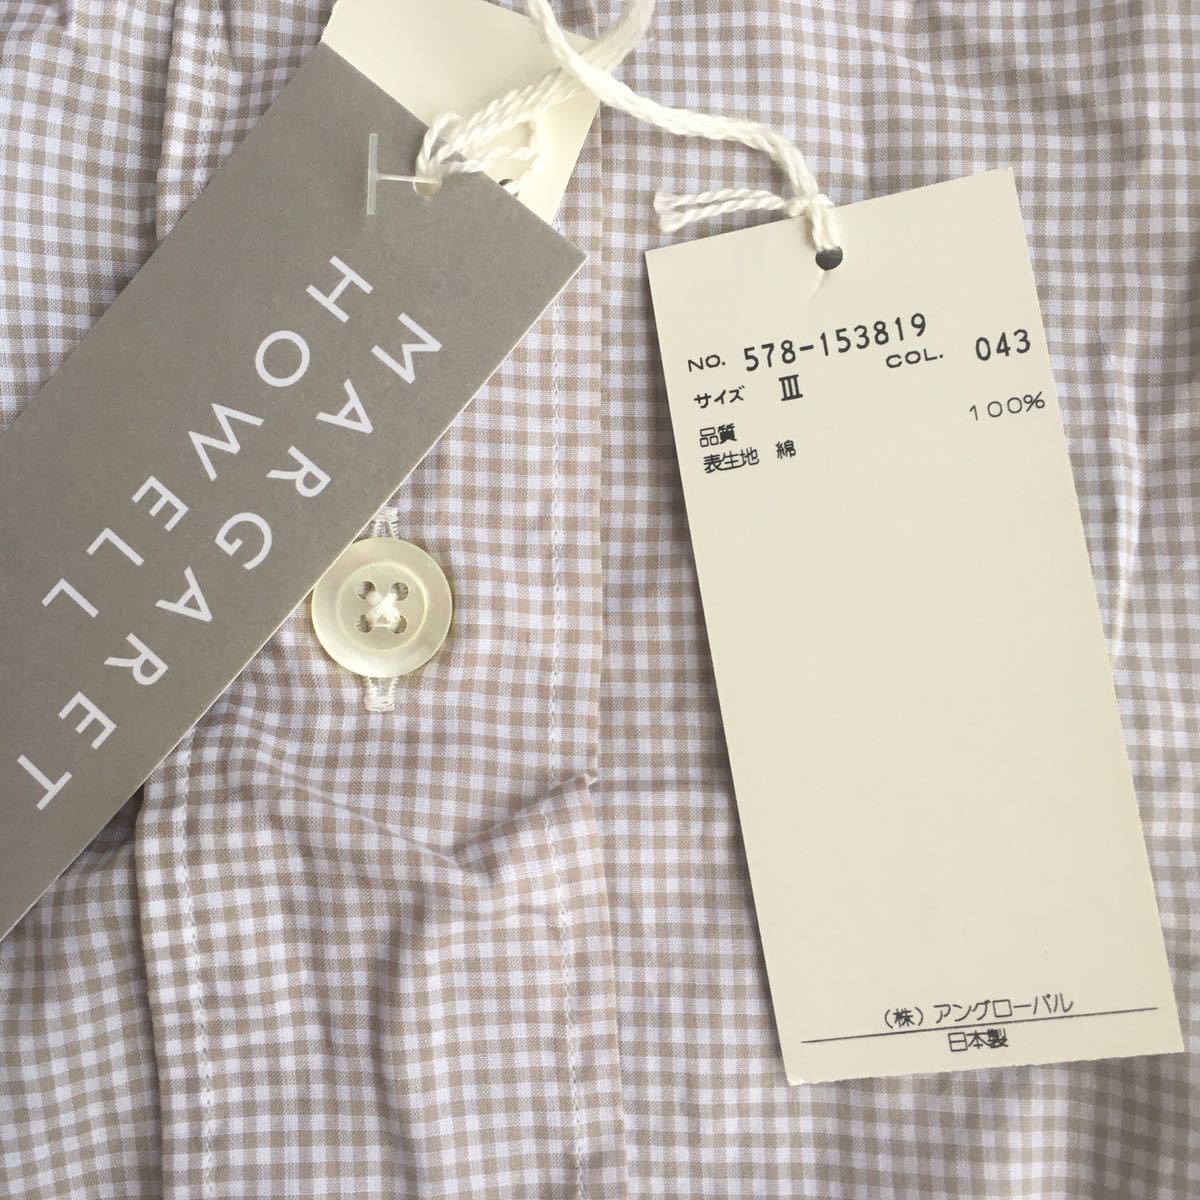 MARGARET
HOWELL
NO. 578-153819 COL. 043
サイズ III
品質
表生地 綿 100%
(株)アングローバル
日本製